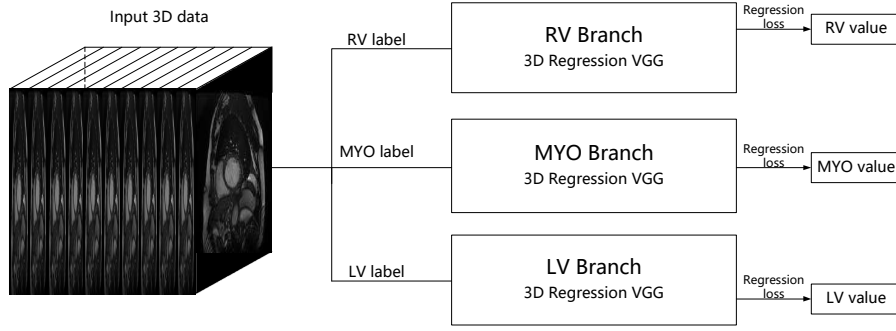 Input 3D data
RV label
RV Branch
3D Regression VGG
Regression
loss
RV value
MYO label
MYO Branch
3D Regression VGG
Regression
loss
MYO value
LV label
LV Branch
3D Regression VGG
Regression
loss
LV value